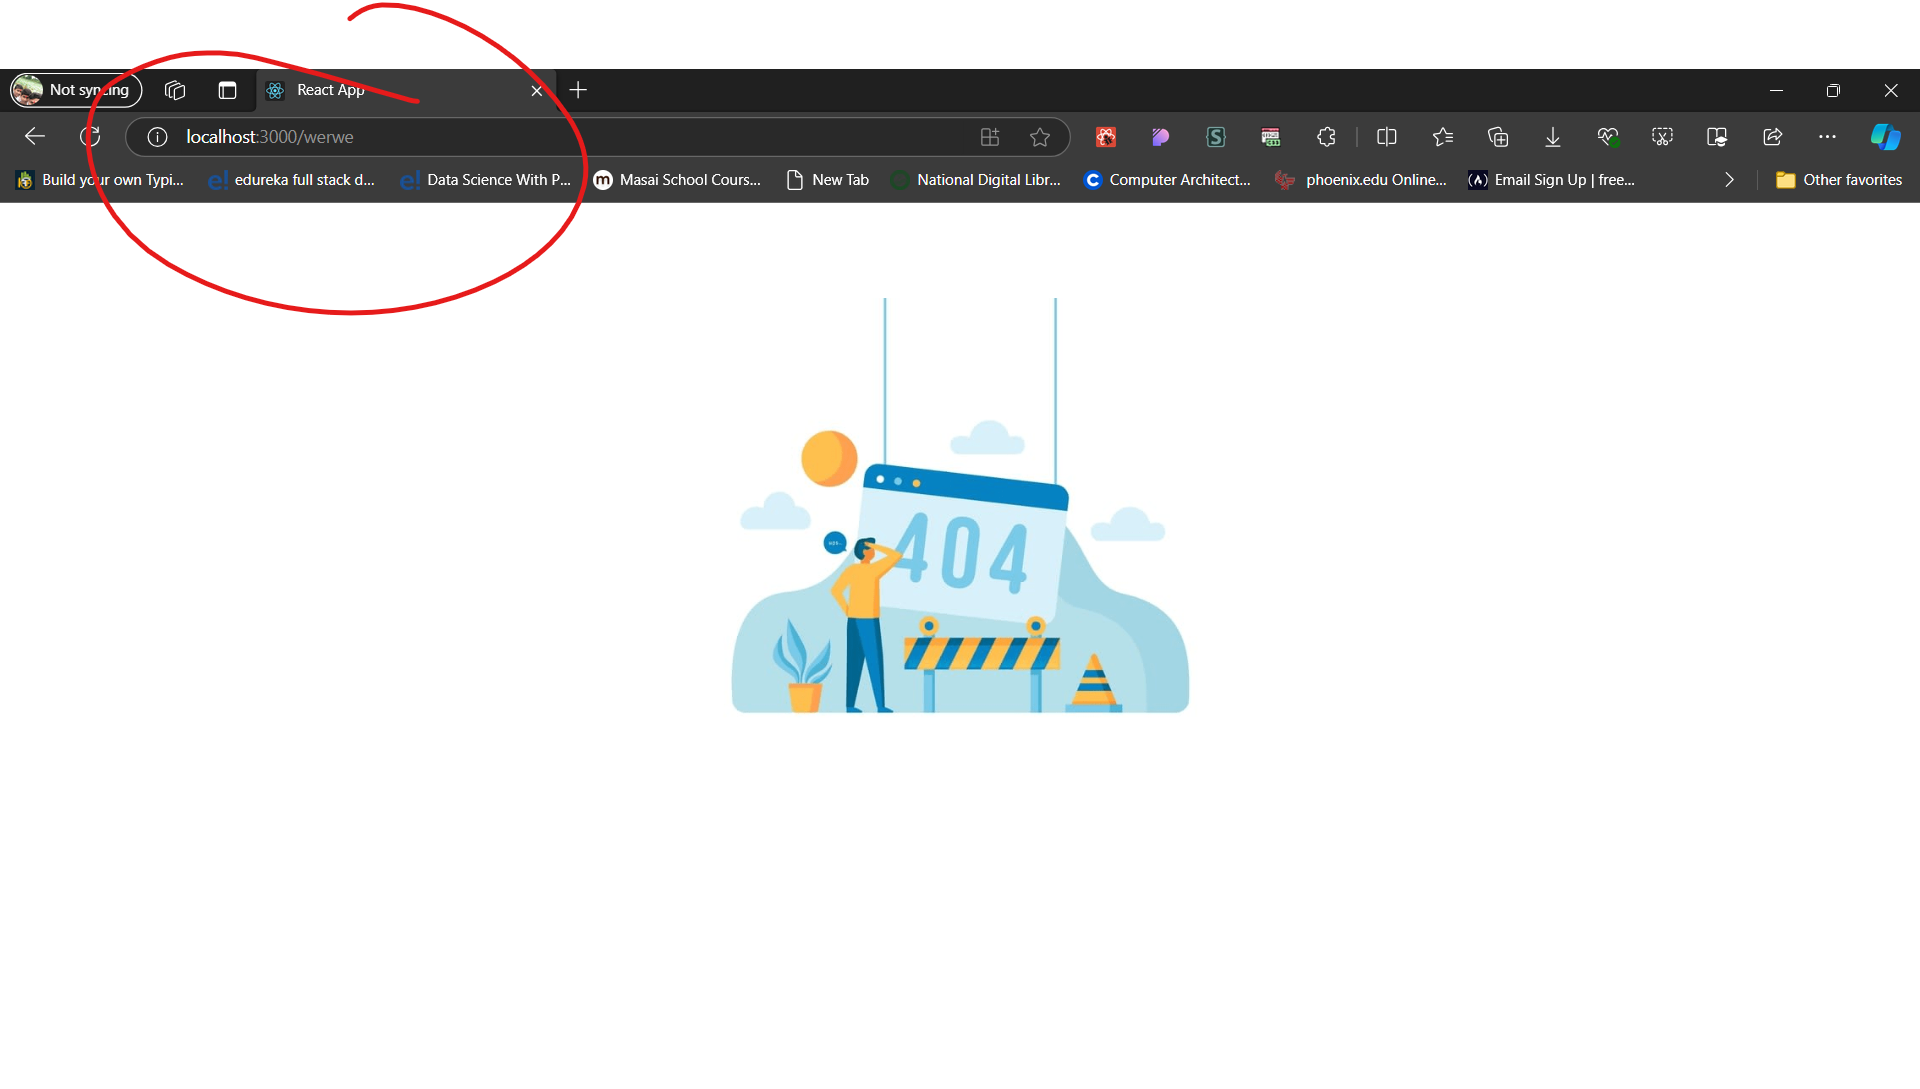 Not syncing
React App
localhost:3000/werwe
Build your own Typi...
edureka full stack d...
Data Science With P...
Masai School Cours...
New Tab
National Digital Libr...
Computer Architect...
phoenix.edu Online...
Email Sign Up | free...
Other favorites
404